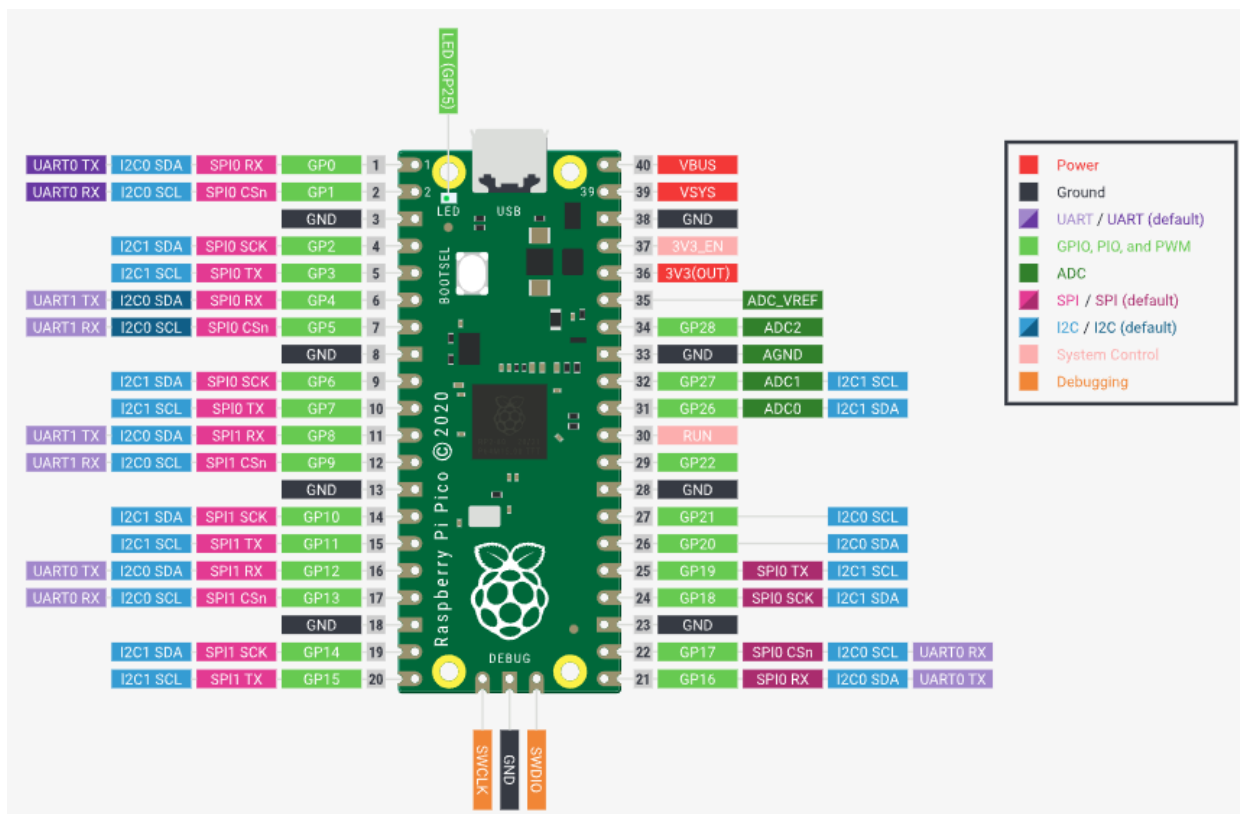 LED (GP25)
UART0 TX I2C0 SDA SPI0 RX GP0 1 1 40 VBUS
UART0 RX I2C0 SCL SPI0 CSn GP1 2 2 39 39 VSYS
LED USB
GND 3 38 GND
I2C1 SDA SPI0 SCK GP2 4 37 3V3_EN
I2C1 SCL SPI0 TX GP3 5 36 3V3(OUT)
BOOTSEL
UART1 TX I2C0 SDA SPI0 RX GP4 6 35 ADC_VREF
UART1 RX I2C0 SCL SPI0 CSn GP5 7 34 GP28 ADC2
GND 8 33 GND AGND
I2C1 SDA SPI0 SCK GP6 9 32 GP27 ADC1 I2C1 SCL
I2C1 SCL SPI0 TX GP7 10 31 GP26 ADC0 I2C1 SDA
UART1 TX I2C0 SDA SPI1 RX GP8 11 30 RUN
UART1 RX I2C0 SCL SPI1 CSn GP9 12 29 GP22
GND 13 28 GND
I2C1 SDA SPI1 SCK GP10 14 27 GP21 I2C0 SCL
I2C1 SCL SPI1 TX GP11 15 26 GP20 I2C0 SDA
UART0 TX I2C0 SDA SPI1 RX GP12 16 25 GP19 SPI0 TX I2C1 SCL
UART0 RX I2C0 SCL SPI1 CSn GP13 17 24 GP18 SPI0 SCK I2C1 SDA
GND 18 23 GND
I2C1 SDA SPI1 SCK GP14 19 22 GP17 SPI0 CSn I2C0 SCL UART0 RX
I2C1 SCL SPI1 TX GP15 20 21 GP16 SPI0 RX I2C0 SDA UART0 TX
Raspberry Pi Pico © 2020
DEBUG
SWCLK GND SWDIO
Power
Ground
UART / UART (default)
GPIO, PIO, and PWM
ADC
SPI / SPI (default)
I2C / I2C (default)
System Control
Debugging